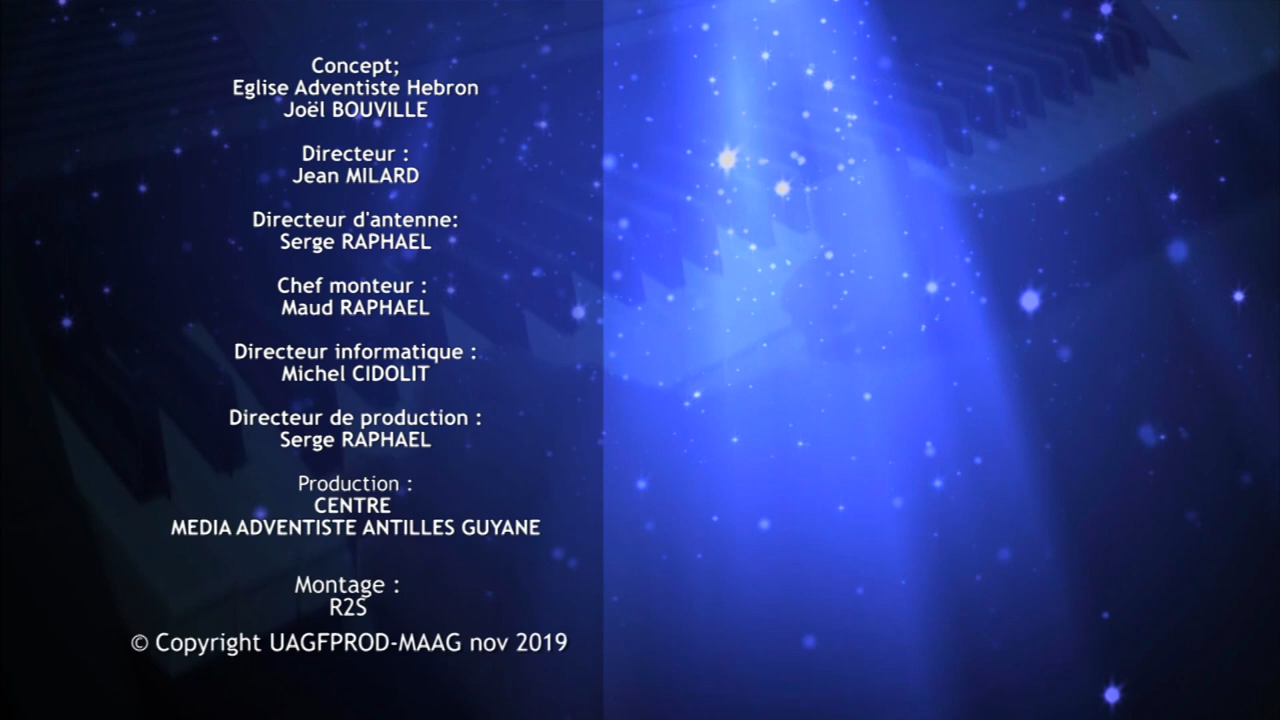 Concept;
Eglise Adventiste Hebron
Joël BOUVILLE
Directeur :
Jean MILARD
Directeur d'antenne:
Serge RAPHAEL
Chef monteur :
Maud RAPHAEL
Directeur informatique :
Michel CIDOLIT
Directeur de production :
Serge RAPHAEL
Production :
CENTRE
MEDIA ADVENTISTE ANTILLES GUYANE
Montage :
R2S
© Copyright UAGFPROD-MAAG nov 2019